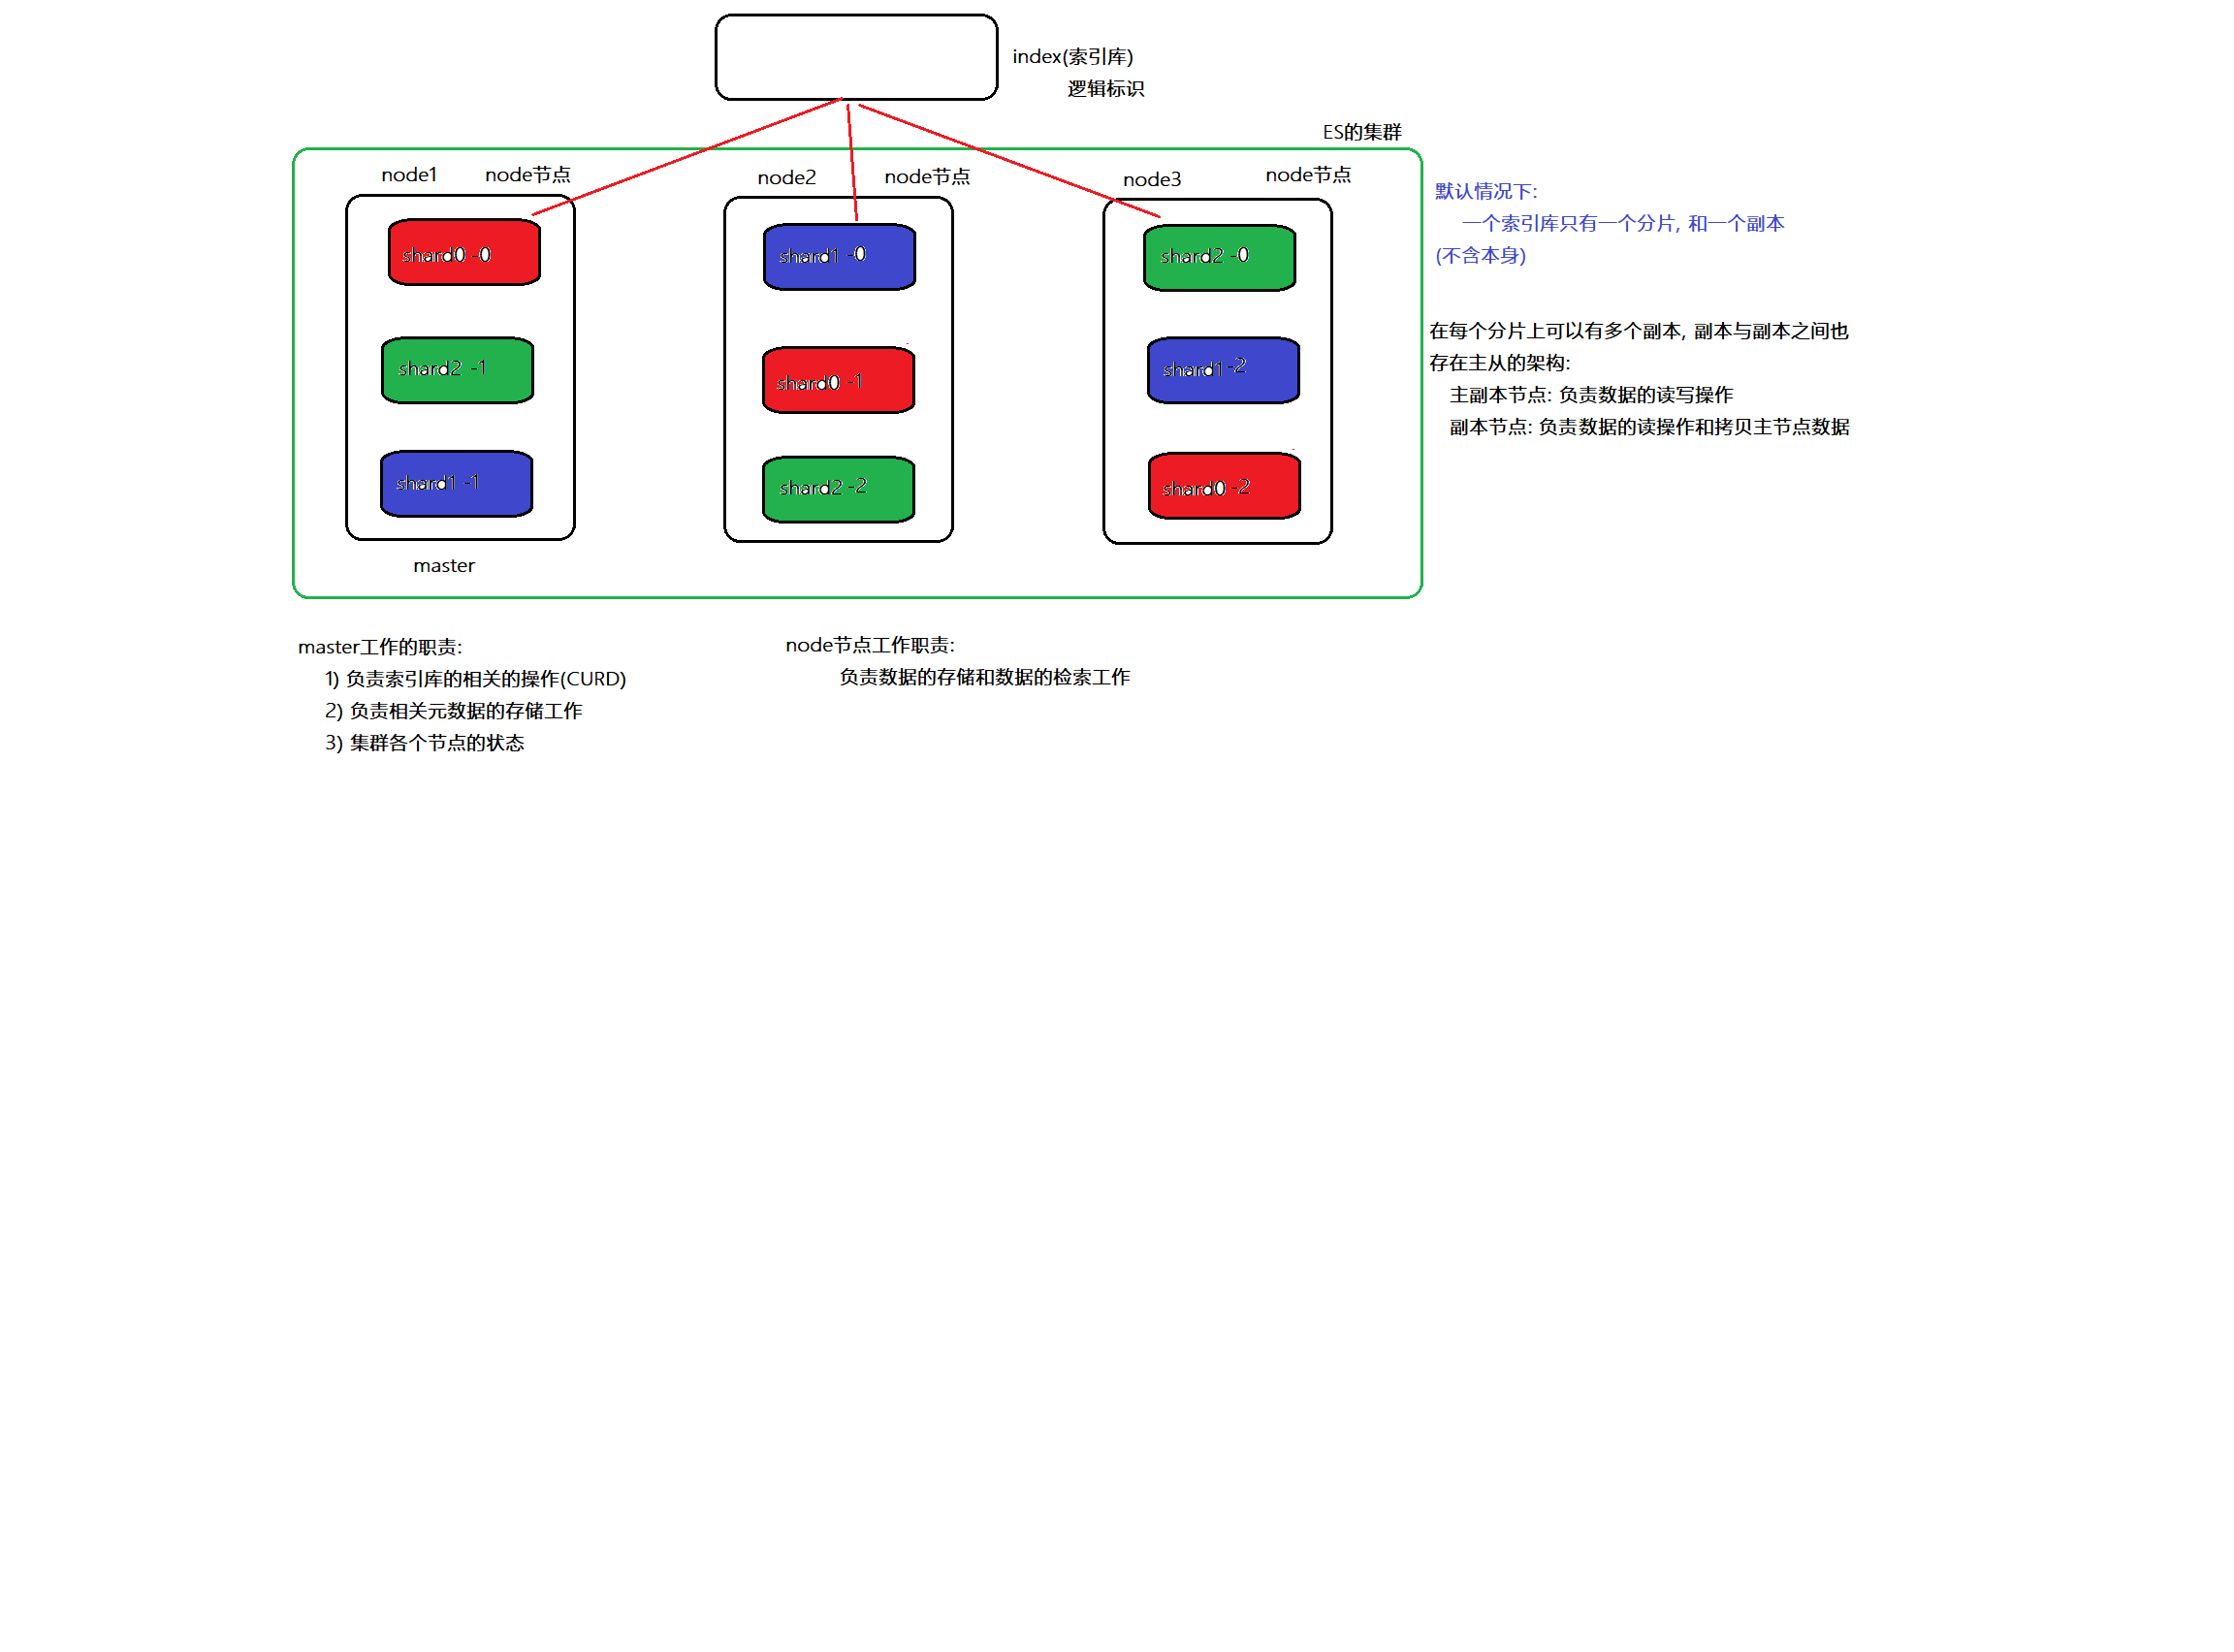 index(索引库)
逻辑标识
ES的集群
node1 node节点
node2 node节点
node3 node节点
shard0 -0
shard2 -1
shard1 -1
master
shard1 -0
shard0 -1
shard2 -2
shard2 -0
shard1 -2
shard0 -2
默认情况下:
一个索引库只有一个分片, 和一个副本
(不含本身)
在每个分片上可以有多个副本, 副本与副本之间也
存在主从的架构:
主副本节点: 负责数据的读写操作
副本节点: 负责数据的读操作和拷贝主节点数据
master工作的职责:
1) 负责索引库的相关的操作(CURD)
2) 负责相关元数据的存储工作
3) 集群各个节点的状态
node节点工作职责:
负责数据的存储和数据的检索工作